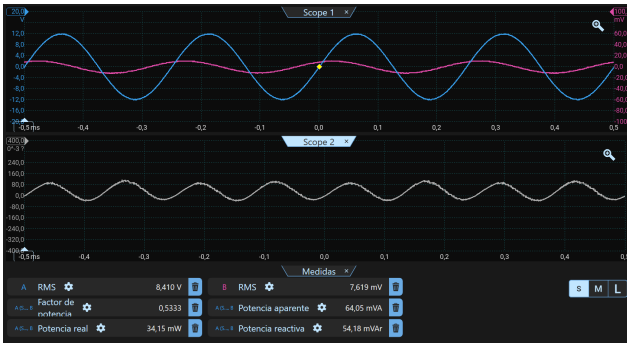 Scope 1 ×
20,0 100,
V mV
12,0 60,0
8,0 40,0
4,0 20,0
0,0 0,0
-4,0 -20,0
-8,0 -40,0
-12,0 -60,0
-16,0 -80,0
-20,0 -100,
-0,5 ms -0,4 -0,3 -0,2 -0,1 0,0 0,1 0,2 0,3 0,4 0,5
Scope 2 ×
400,0
0^-3 ?
240,0
160,0
80,0
0,0
-80,0
-160,0
-240,0
-320,0
-400,0
-0,5 ms -0,4 -0,3 -0,2 -0,1 0,0 0,1 0,2 0,3 0,4 0,5
Medidas ×
A RMS 8,410 V B RMS 7,619 mV
Factor de potencia 0,5333 Potencia aparente 64,05 mVA
Potencia real 34,15 mW Potencia reactiva 54,18 mVAr
S M L